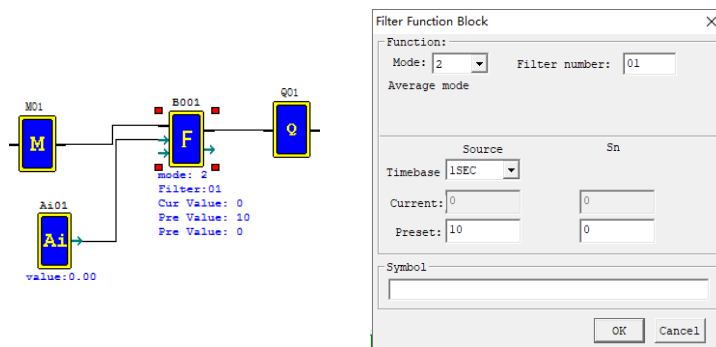 M01
M
B001
F
Q01
Q
mode: 2
Filter:01
Cur Value: 0
Pre Value: 10
Pre Value: 0
Ai01
Ai
value:0.00
Filter Function Block
Function:
Mode: 2 Filter number: 01
Average mode
Source Sn
Timebase 1SEC
Current: 0 0
Preset: 10 0
Symbol
OK Cancel